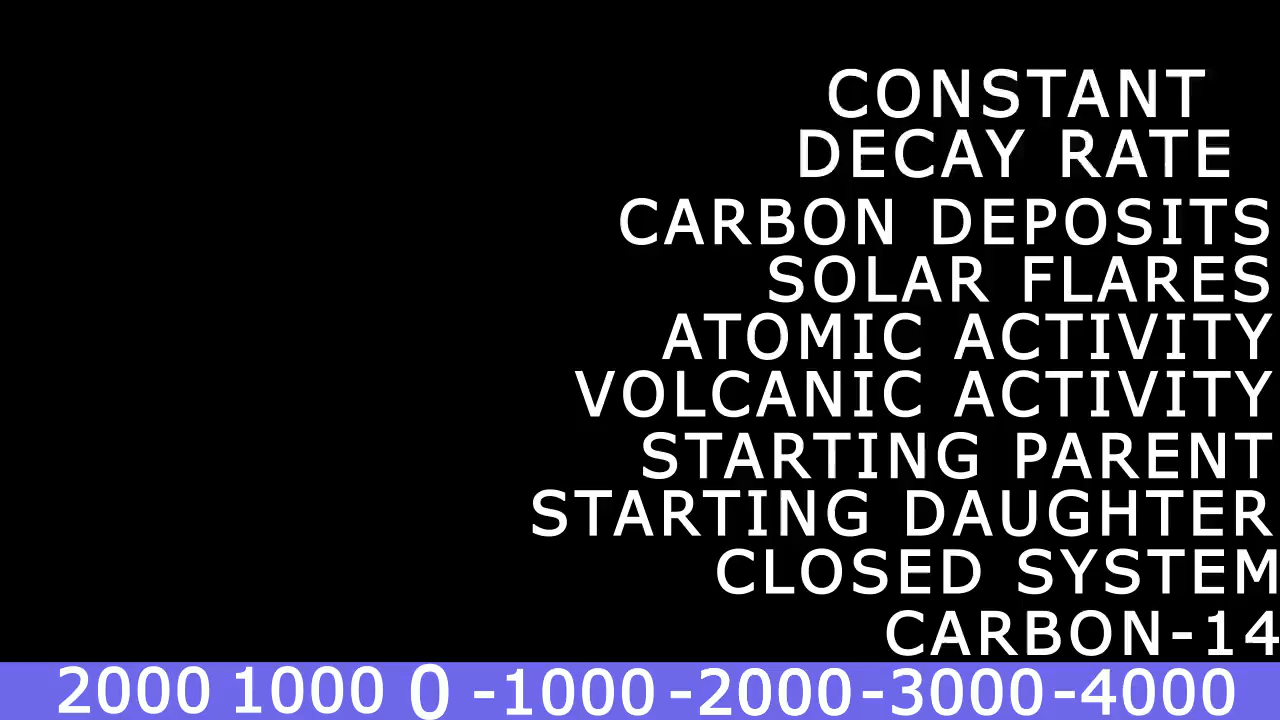 CONSTANT
DECAY RATE
CARBON DEPOSITS
SOLAR FLARES
ATOMIC ACTIVITY
VOLCANIC ACTIVITY
STARTING PARENT
STARTING DAUGHTER
CLOSED SYSTEM
CARBON-14
2000 1000 0 -1000 -2000 -3000 -4000